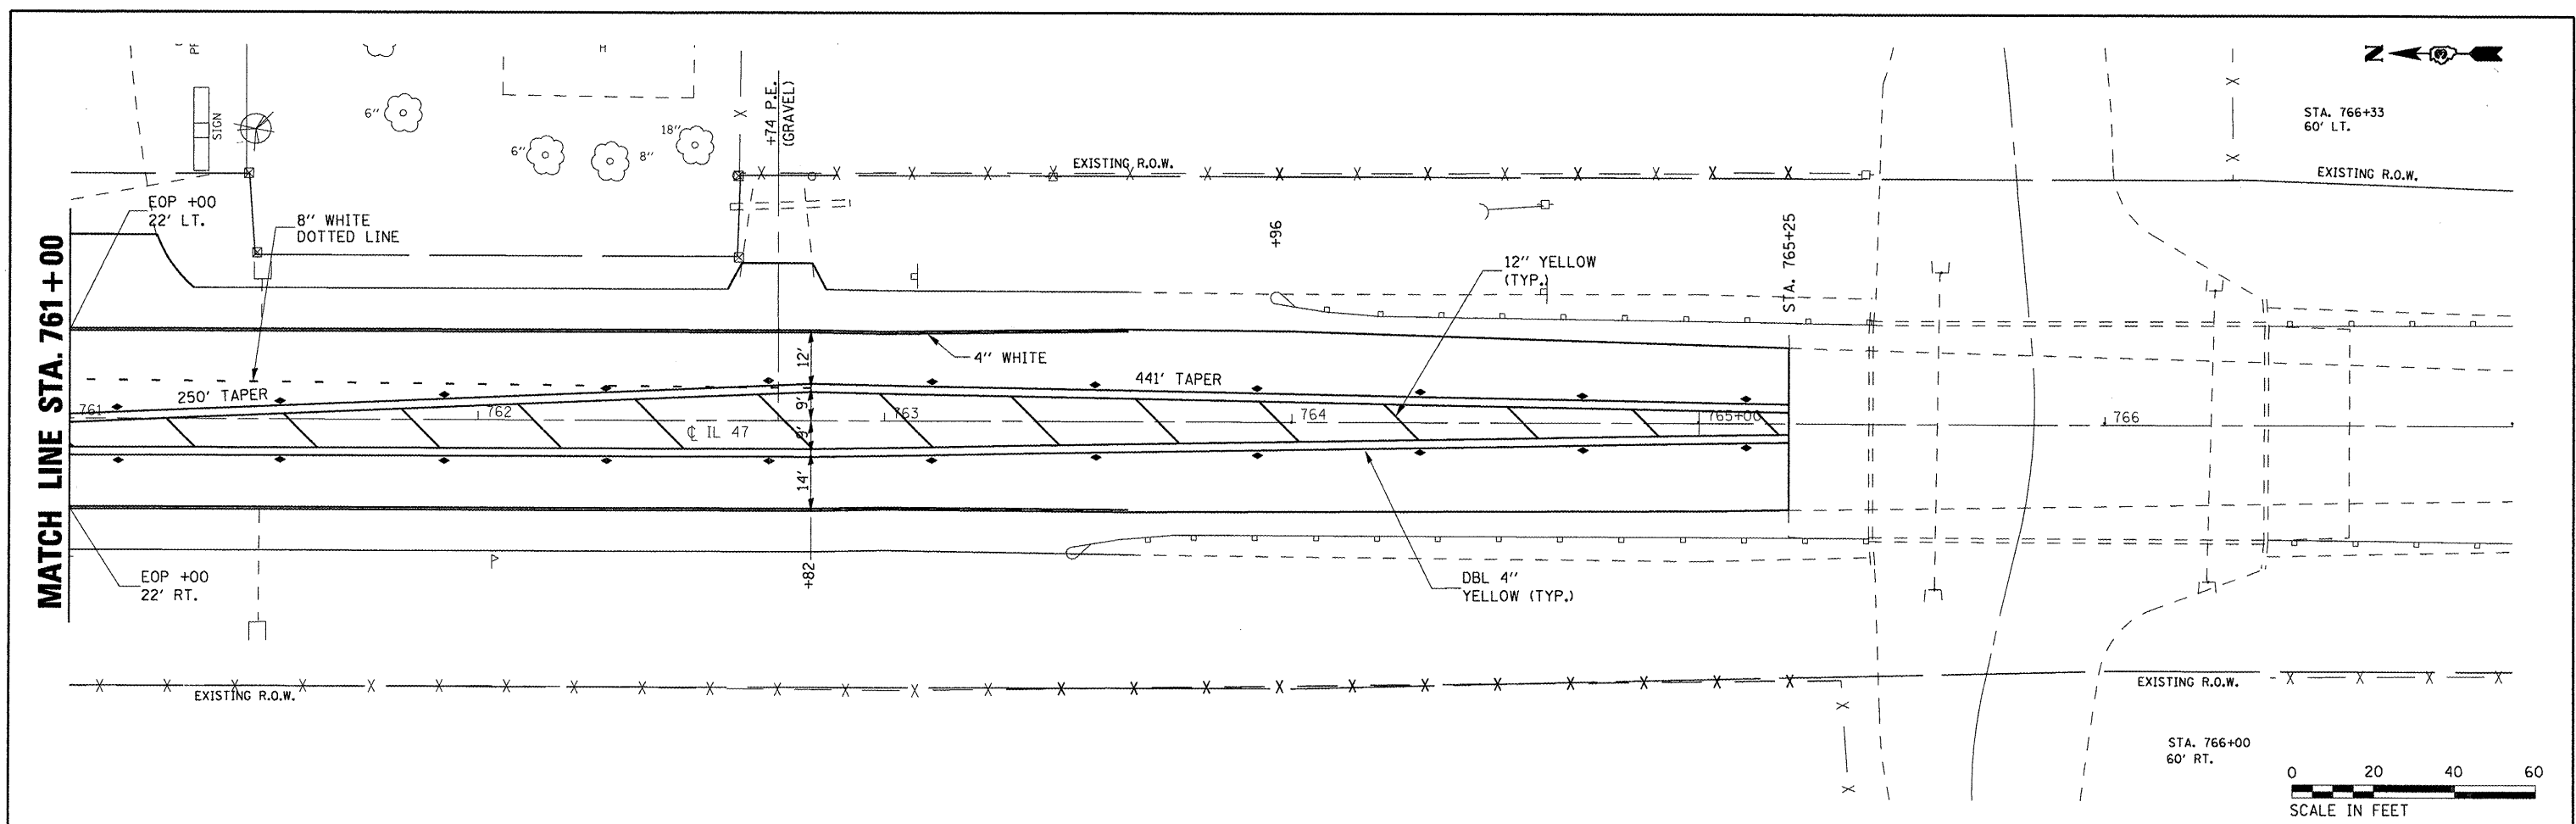 MATCH LINE STA. 761+00
SIGN
6"
6"
8"
18"
+74 P.E.
(GRAVEL)
EXISTING R.O.W.
N
STA. 766+33
60' LT.
EXISTING R.O.W.
EOP +00
22' LT.
8" WHITE
DOTTED LINE
+96
12" YELLOW
(TYP.)
STA. 765+25
4" WHITE
12'
250' TAPER
441' TAPER
761
762
9'
763
764
765+00
766
℄ IL 47
9'
14'
EOP +00
22' RT.
+82
DBL 4"
YELLOW (TYP.)
EXISTING R.O.W.
EXISTING R.O.W.
STA. 766+00
60' RT.
0 20 40 60
SCALE IN FEET